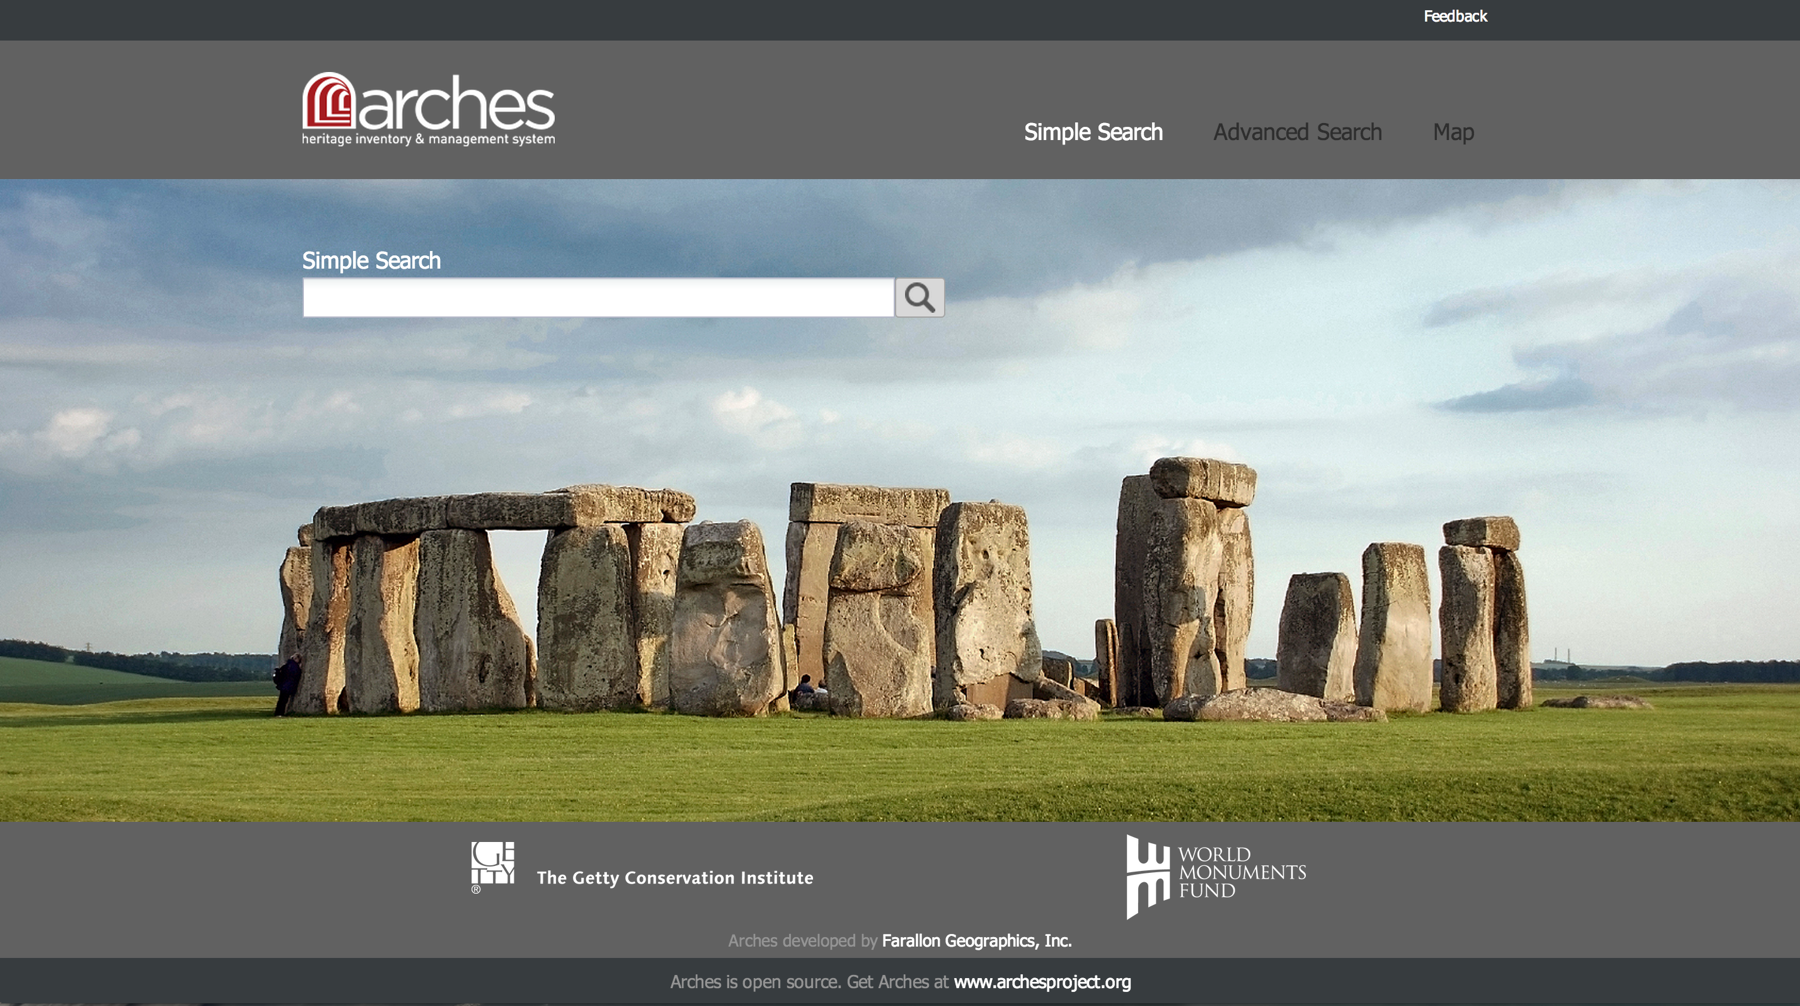 Feedback
arches
heritage inventory & management system
Simple Search
Advanced Search
Map
Simple Search
GETTY
®
The Getty Conservation Institute
WORLD
MONUMENTS
FUND
Arches developed by Farallon Geographics, Inc.
Arches is open source. Get Arches at www.archesproject.org